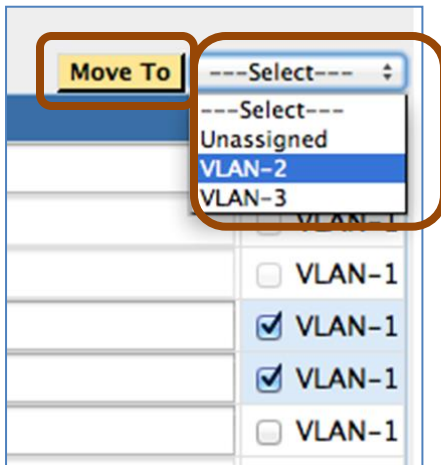 Move To ---Select---
---Select---
Unassigned
VLAN-2
VLAN-3
VLAN-1
VLAN-1
VLAN-1
VLAN-1
VLAN-1